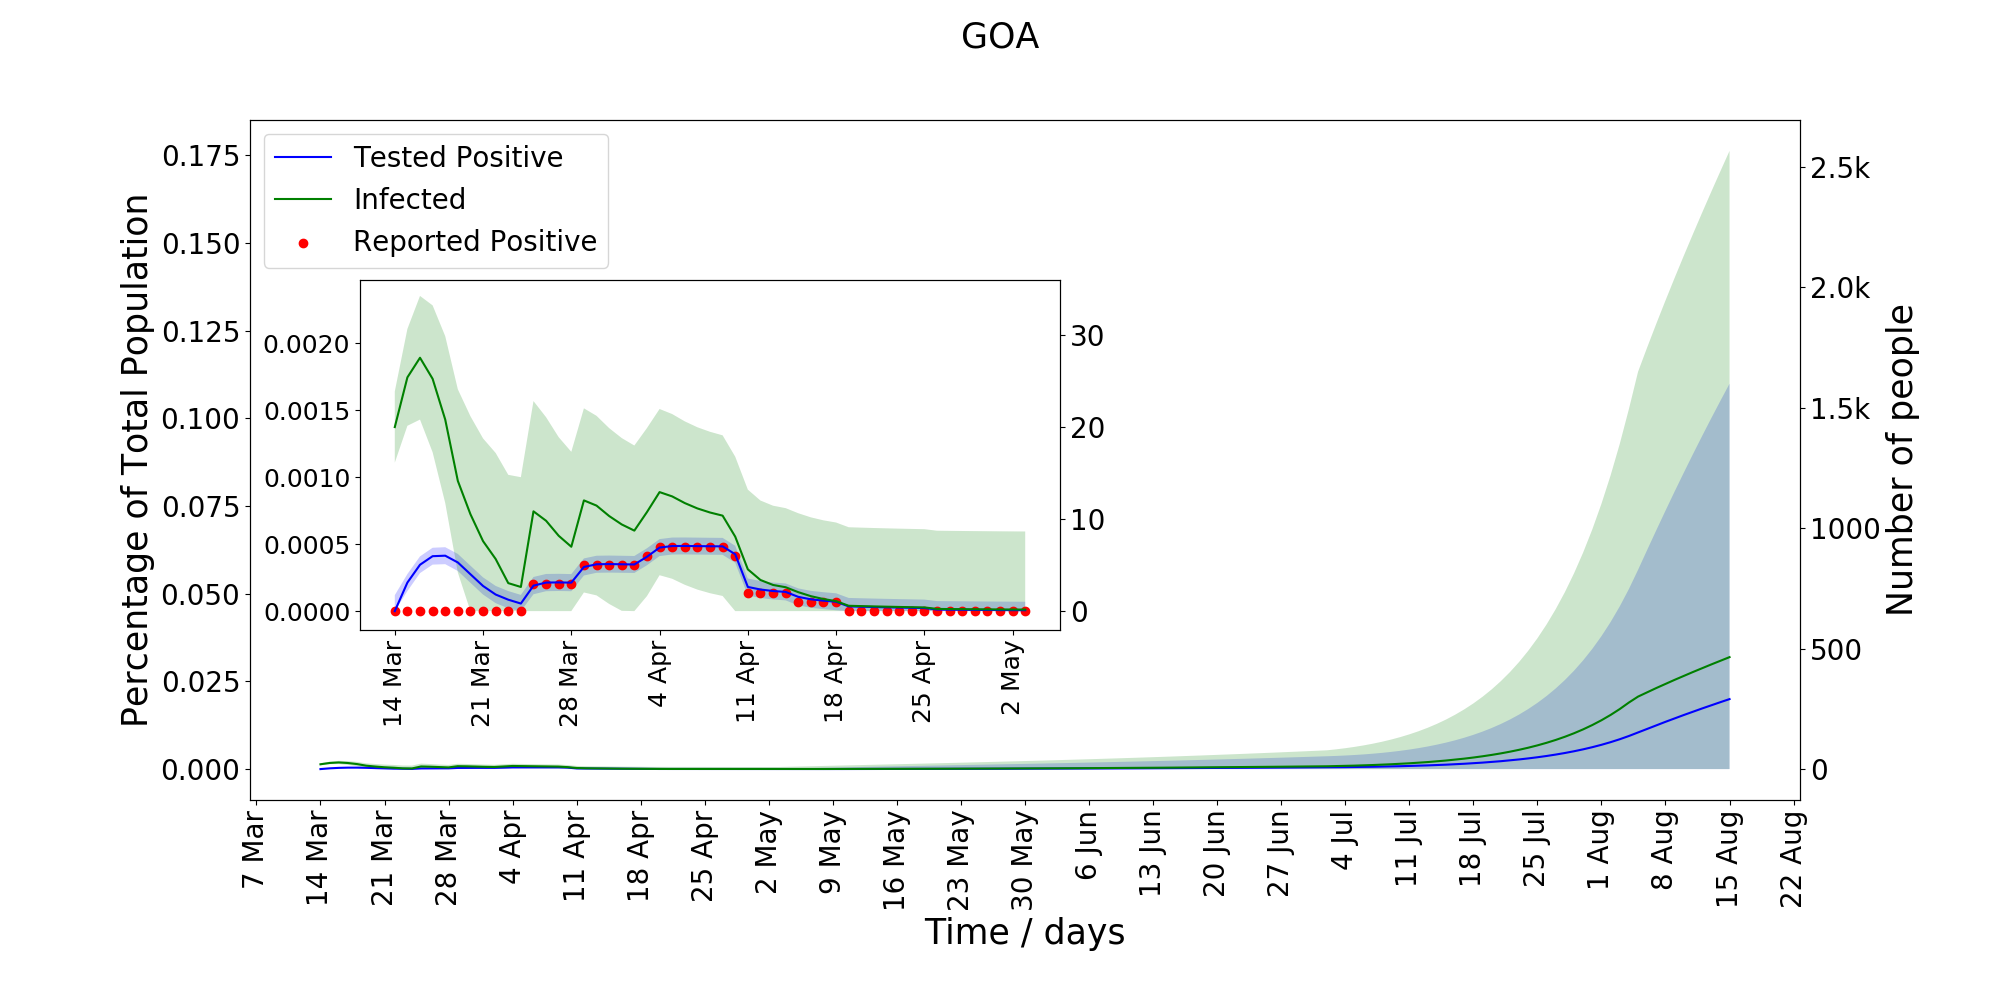 GOA
Percentage of Total Population
0.175
0.150
0.125
0.100
0.075
0.050
0.025
0.000
Tested Positive
Infected
Reported Positive
0.0020
0.0015
0.0010
0.0005
0.0000
30
20
10
0
14 Mar
21 Mar
28 Mar
4 Apr
11 Apr
18 Apr
25 Apr
2 May
2.5k
2.0k
1.5k
1000
500
0
Number of people
7 Mar
14 Mar
21 Mar
28 Mar
4 Apr
11 Apr
18 Apr
25 Apr
2 May
9 May
16 May
23 May
30 May
6 Jun
13 Jun
20 Jun
27 Jun
4 Jul
11 Jul
18 Jul
25 Jul
1 Aug
8 Aug
15 Aug
22 Aug
Time / days